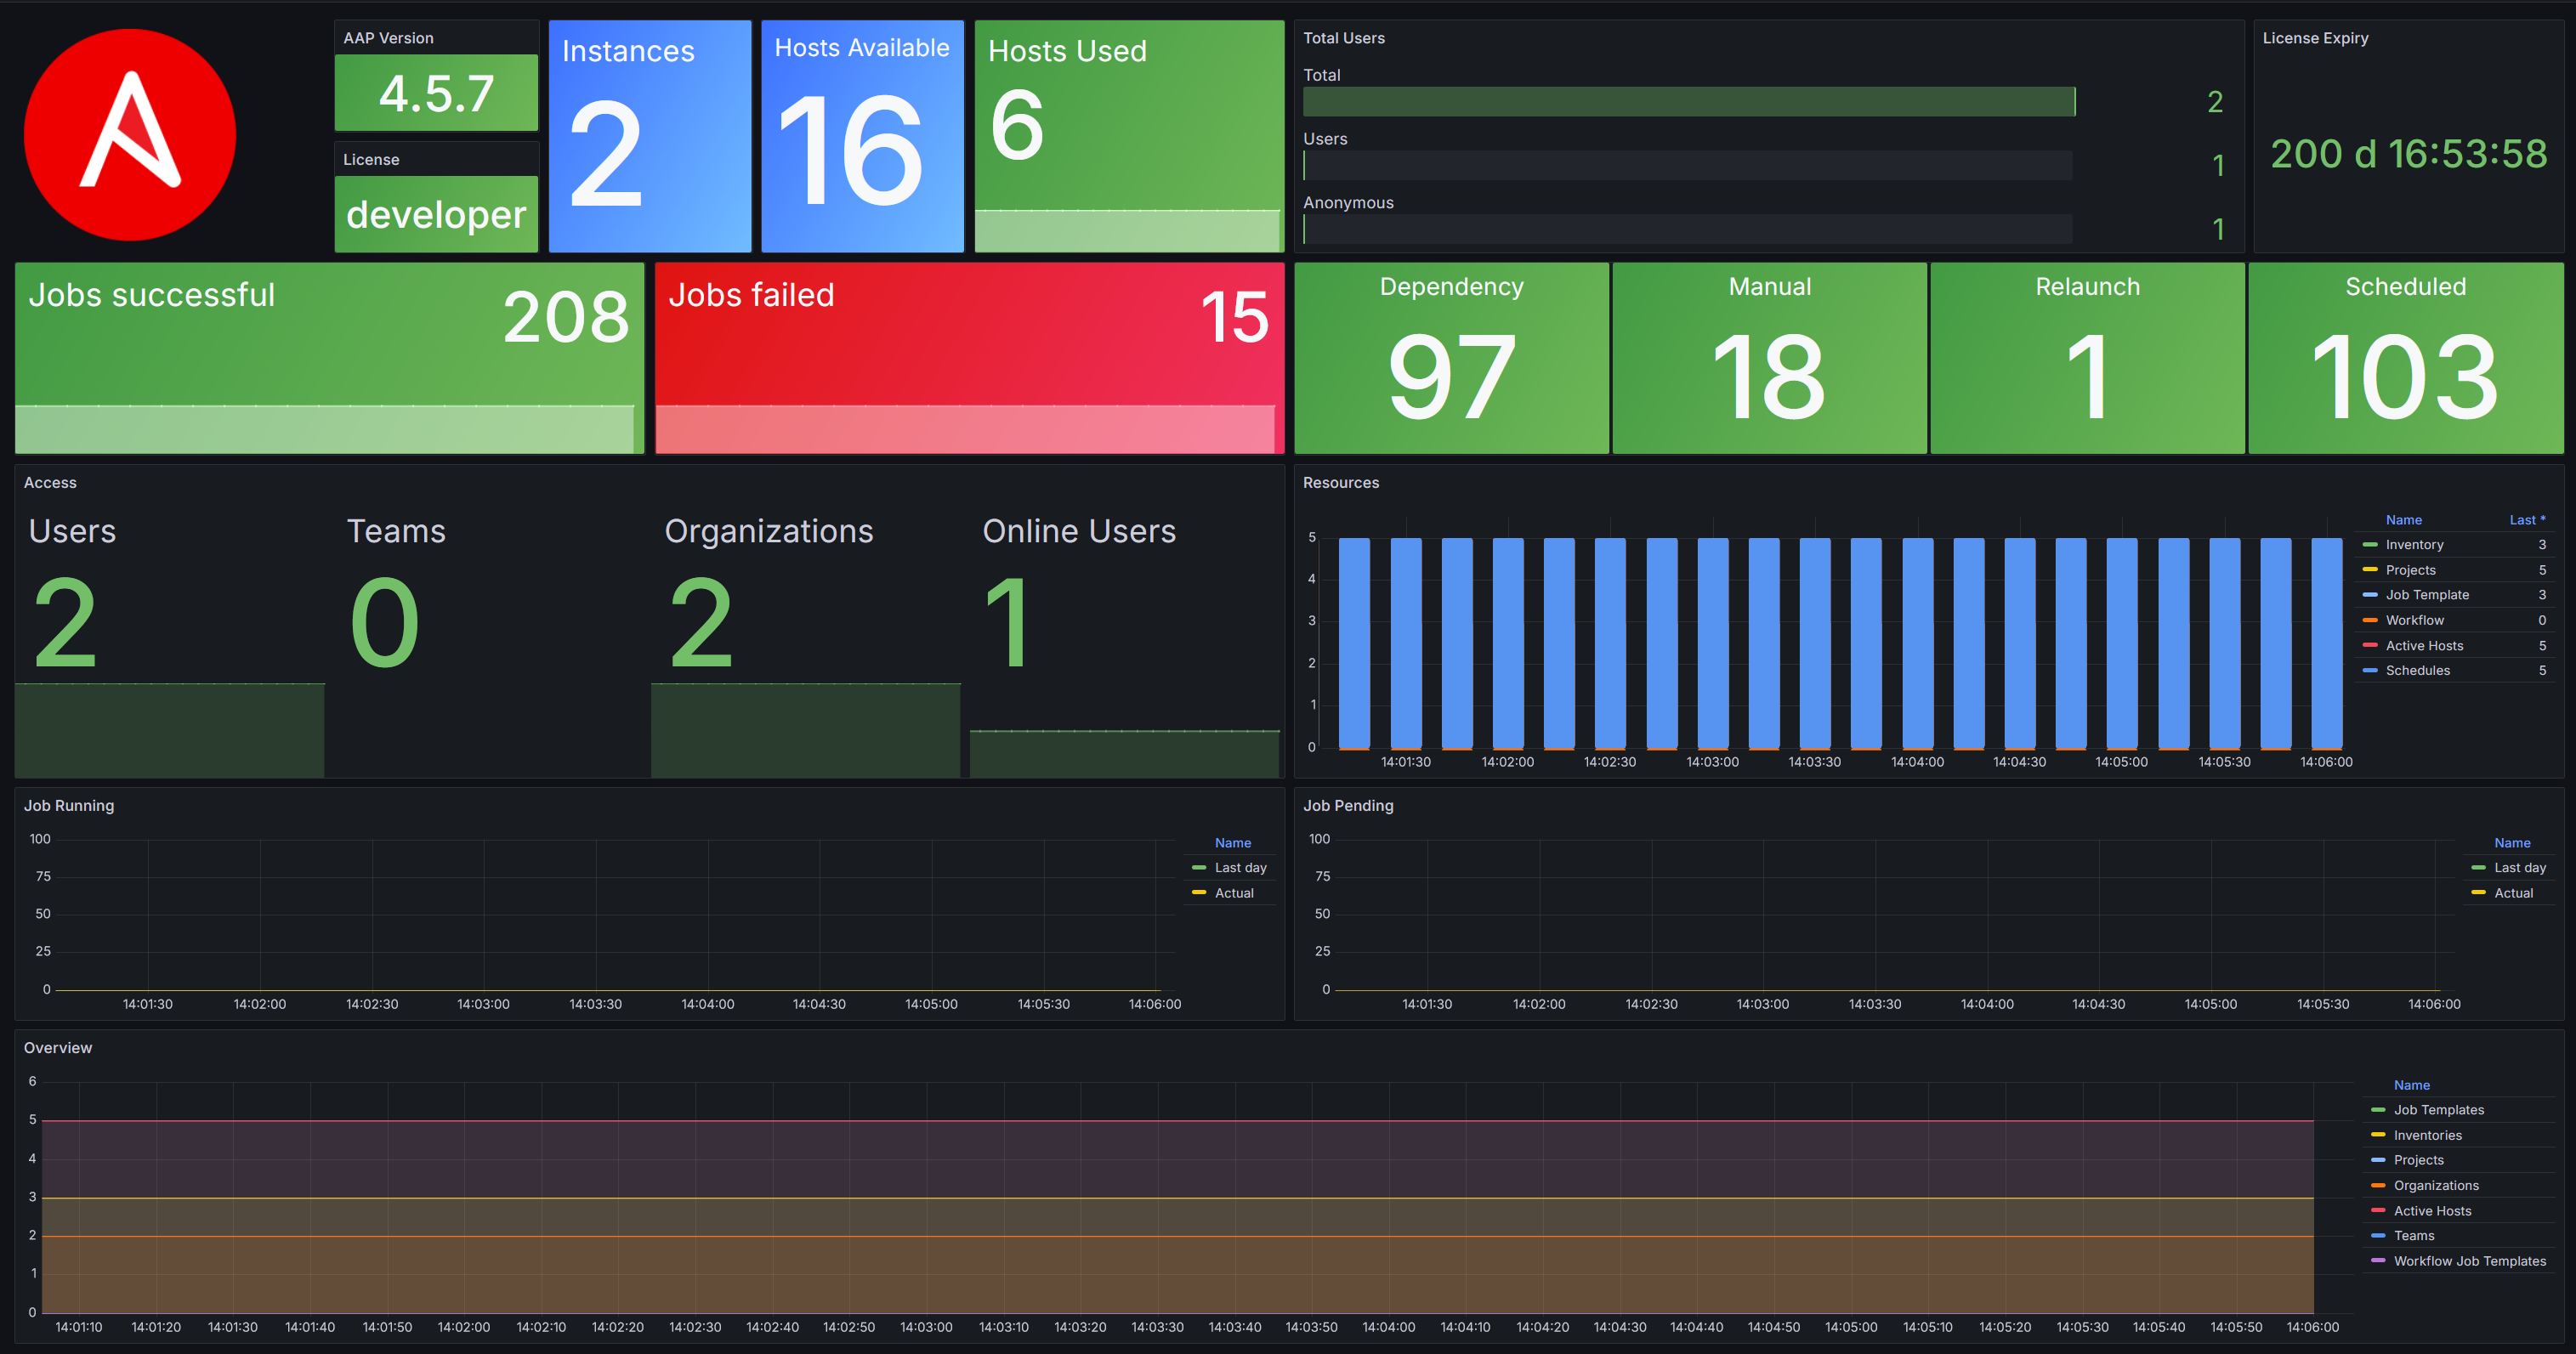 AAP Version
4.5.7
License
developer
Instances
2
Hosts Available
16
Hosts Used
6
Total Users
Total
2
Users
1
Anonymous
1
License Expiry
200 d 16:53:58
Jobs successful
208
Jobs failed
15
Dependency
97
Manual
18
Relaunch
1
Scheduled
103
Access
Users
2
Teams
0
Organizations
2
Online Users
1
Resources
5
4
3
2
1
0
14:01:30 14:02:00 14:02:30 14:03:00 14:03:30 14:04:00 14:04:30 14:05:00 14:05:30 14:06:00
Name Last *
Inventory 3
Projects 5
Job Template 3
Workflow 0
Active Hosts 5
Schedules 5
Job Running
100
75
50
25
0
14:01:30 14:02:00 14:02:30 14:03:00 14:03:30 14:04:00 14:04:30 14:05:00 14:05:30 14:06:00
Name
Last day
Actual
Job Pending
100
75
50
25
0
14:01:30 14:02:00 14:02:30 14:03:00 14:03:30 14:04:00 14:04:30 14:05:00 14:05:30 14:06:00
Name
Last day
Actual
Overview
6
5
4
3
2
1
0
14:01:10 14:01:20 14:01:30 14:01:40 14:01:50 14:02:00 14:02:10 14:02:20 14:02:30 14:02:40 14:02:50 14:03:00 14:03:10 14:03:20 14:03:30 14:03:40 14:03:50 14:04:00 14:04:10 14:04:20 14:04:30 14:04:40 14:04:50 14:05:00 14:05:10 14:05:20 14:05:30 14:05:40 14:05:50 14:06:00
Name
Job Templates
Inventories
Projects
Organizations
Active Hosts
Teams
Workflow Job Templates